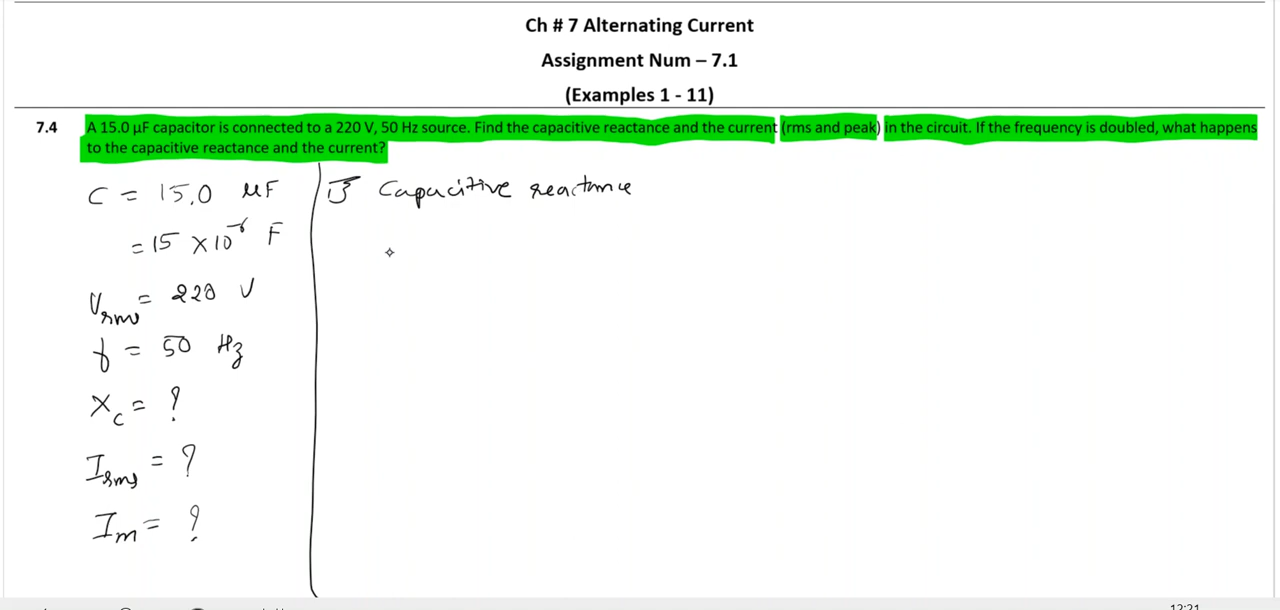 Ch # 7 Alternating Current
Assignment Num – 7.1
(Examples 1 - 11)
7.4 A 15.0 μF capacitor is connected to a 220 V, 50 Hz source. Find the capacitive reactance and the current (rms and peak) in the circuit. If the frequency is doubled, what happens
to the capacitive reactance and the current?
C = 15.0 μF
= 15 × 10⁻⁶ F
Vrms = 220 V
f = 50 Hz
Xc = ?
Irms = ?
Im = ?
Capacitive reactance
12:21